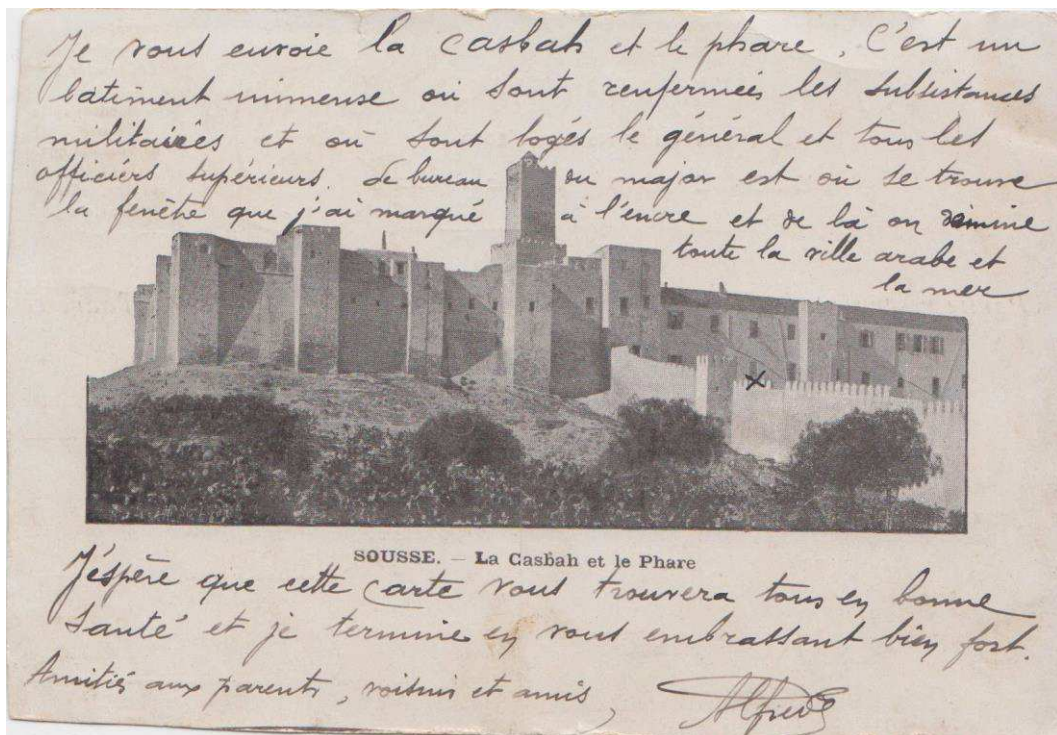 Je vous envoie la casbah et le phare. C'est un
bâtiment immense où sont renfermées les subsistances
militaires et où sont logés le général et tous les
officiers supérieurs. Le bureau du major est où se trouve
la fenêtre que j'ai marqué à l'encre et de là on domine
toute la ville arabe et
la mer.
X
SOUSSE. – La Casbah et le Phare
J'éspère que cette carte vous trouvera tous en bonne
santé et je termine en vous embrassant bien fort.
Amitiés aux parents, voisins et amis,
Alfred